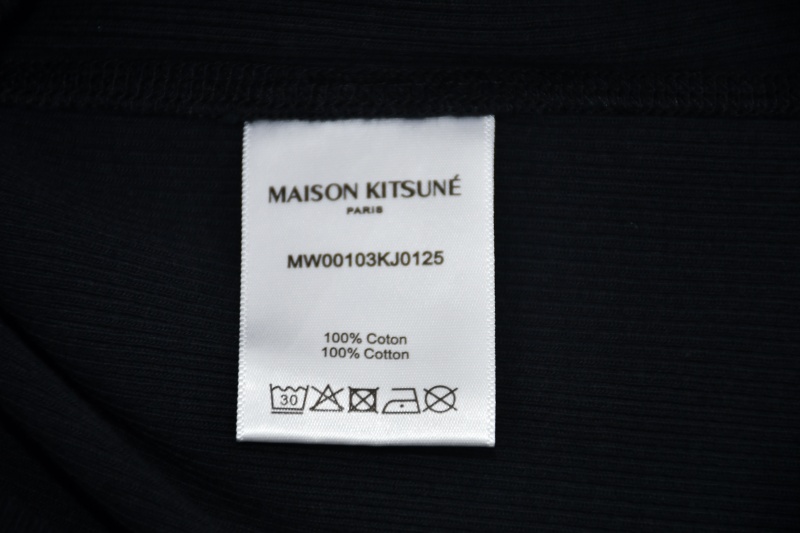 MAISON KITSUNÉ
PARIS
MW00103KJ0125
100% Coton
100% Cotton
30